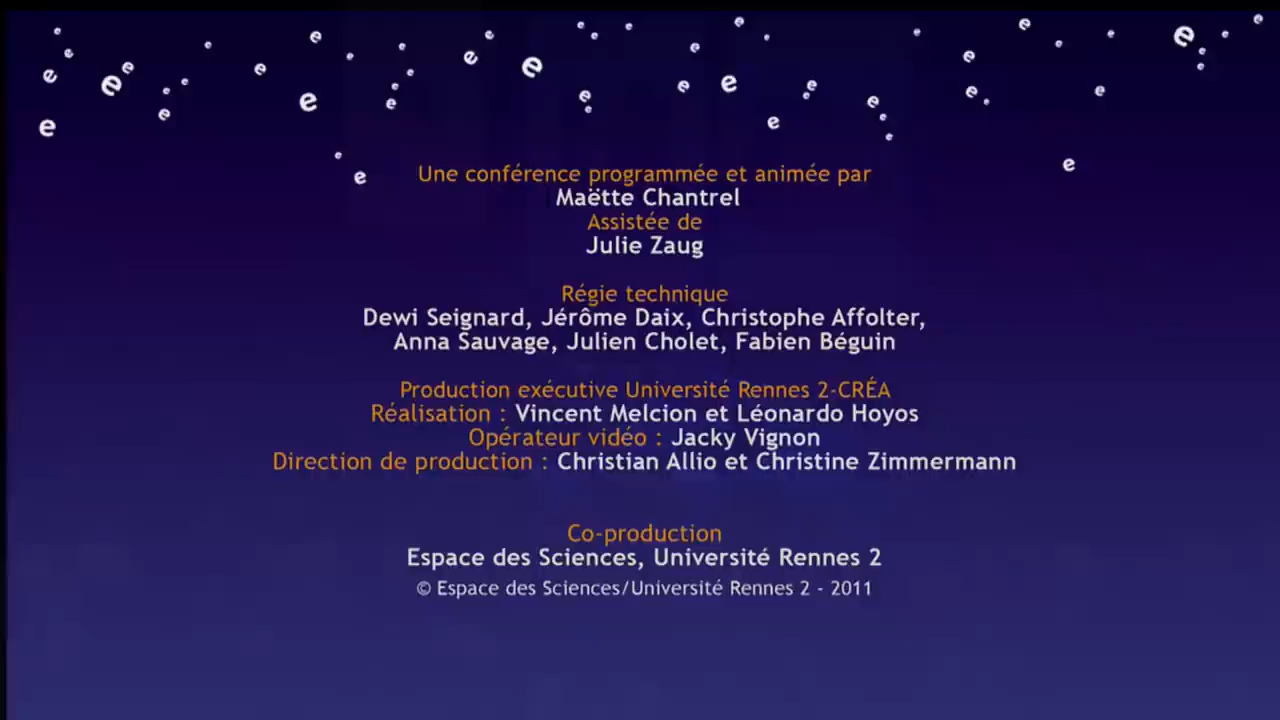 Une conférence programmée et animée par
Maëtte Chantrel
Assistée de
Julie Zaug
Régie technique
Dewi Seignard, Jérôme Daix, Christophe Affolter,
Anna Sauvage, Julien Cholet, Fabien Béguin
Production exécutive Université Rennes 2-CRÉA
Réalisation : Vincent Melcion et Léonardo Hoyos
Opérateur vidéo : Jacky Vignon
Direction de production : Christian Allio et Christine Zimmermann
Co-production
Espace des Sciences, Université Rennes 2
© Espace des Sciences/Université Rennes 2 - 2011